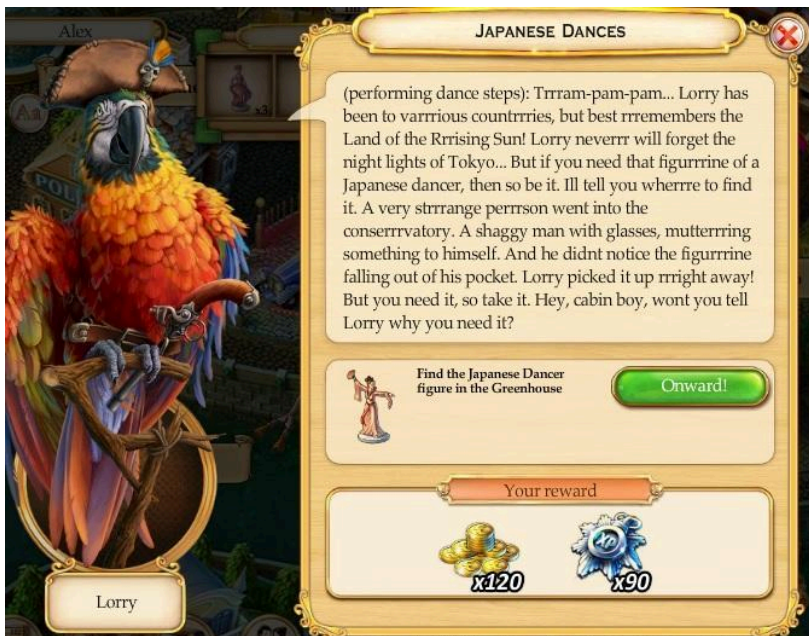 Alex
JAPANESE DANCES
x3
Aa
(performing dance steps): Trrram-pam-pam... Lorry has
been to varrrious countrrries, but best rrremembers the
Land of the Rrrising Sun! Lorry neverrr will forget the
night lights of Tokyo... But if you need that figurrrine of a
Japanese dancer, then so be it. Ill tell you wherrre to find
it. A very strrrange perrrson went into the
conserrrvatory. A shaggy man with glasses, mutterrring
something to himself. And he didnt notice the figurrrine
falling out of his pocket. Lorry picked it up rrright away!
But you need it, so take it. Hey, cabin boy, wont you tell
Lorry why you need it?
Find the Japanese Dancer
figure in the Greenhouse
Onward!
Your reward
XP
x120
x90
Lorry